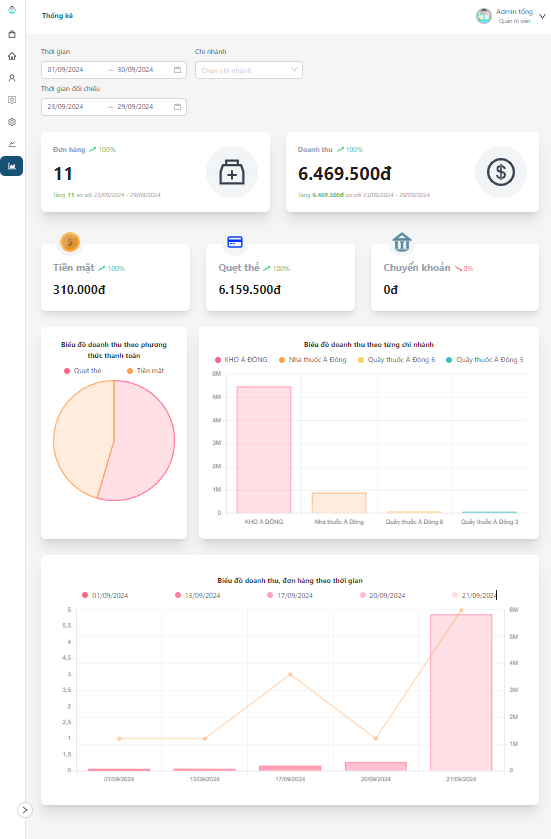 Thống kê
Admin tổng
Quản trị viên
Thời gian
Chi nhánh
01/09/2024 → 30/09/2024
Chọn chi nhánh
Thời gian đối chiếu
23/09/2024 → 29/09/2024
Đơn hàng 100%
11
Tăng 11 so với 23/09/2024 - 29/09/2024
Doanh thu 100%
6.469.500đ
Tăng 6.469.500đ so với 23/09/2024 - 29/09/2024
Tiền mặt 100%
310.000đ
Quẹt thẻ 100%
6.159.500đ
Chuyển khoản 0%
0đ
Biểu đồ doanh thu theo phương
thức thanh toán
Quẹt thẻ
Tiền mặt
Biểu đồ doanh thu theo từng chi nhánh
KHO Á ĐÔNG
Nhà thuốc Á Đông
Quầy thuốc Á Đông 6
Quầy thuốc Á Đông 3
6M
5M
4M
3M
2M
1M
0
KHO Á ĐÔNG
Nhà thuốc Á Đông
Quầy thuốc Á Đông 6
Quầy thuốc Á Đông 3
Biểu đồ doanh thu, đơn hàng theo thời gian
01/09/2024
13/09/2024
17/09/2024
20/09/2024
21/09/2024
5
5,5
4
4,5
3
3,5
2
2,5
1
1,5
0
6M
5M
4M
3M
2M
1M
0
01/09/2024
13/09/2024
17/09/2024
20/09/2024
21/09/2024